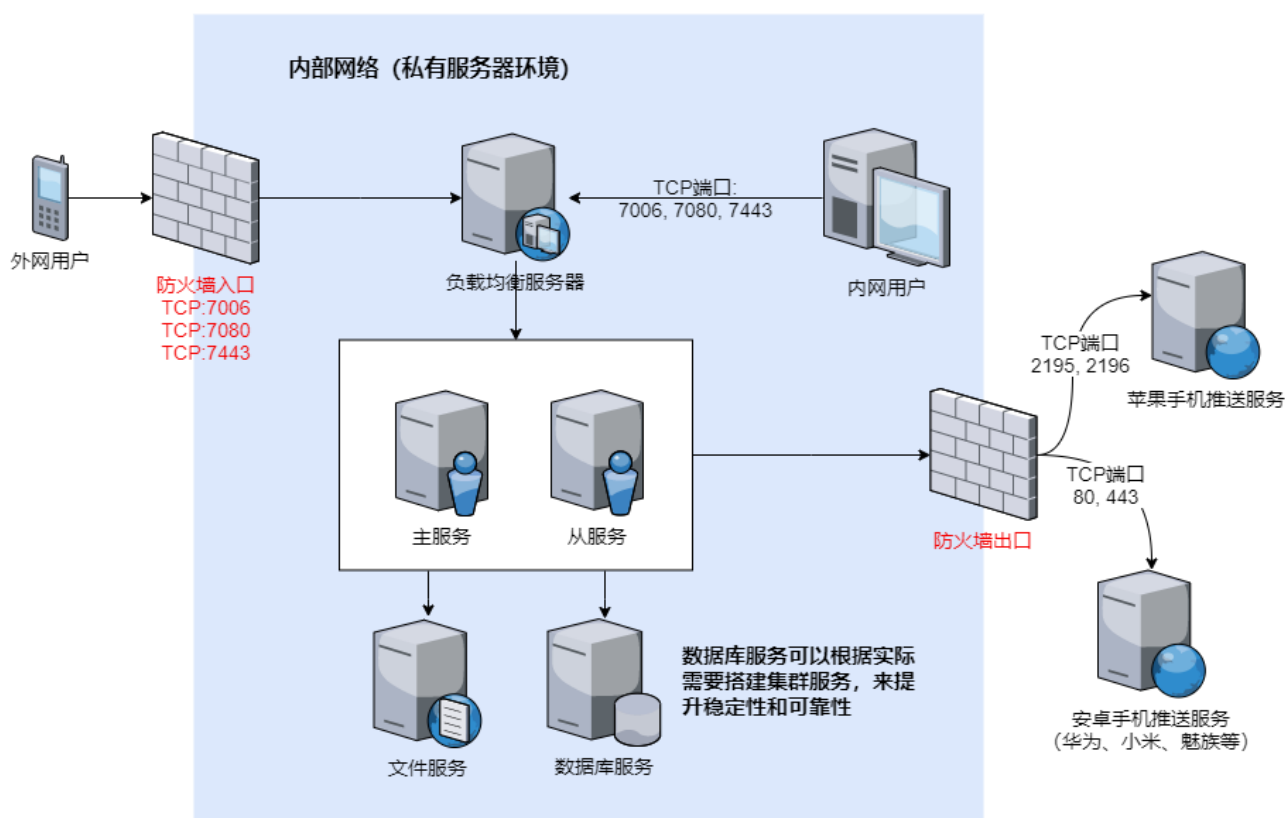 内部网络（私有服务器环境）
外网用户
防火墙入口
TCP:7006
TCP:7080
TCP:7443
负载均衡服务器
TCP端口:
7006, 7080, 7443
内网用户
TCP端口
2195, 2196
苹果手机推送服务
主服务
从服务
防火墙出口
TCP端口
80, 443
安卓手机推送服务
（华为、小米、魅族等）
文件服务
数据库服务
数据库服务可以根据实际
需要搭建集群服务，来提
升稳定性和可靠性